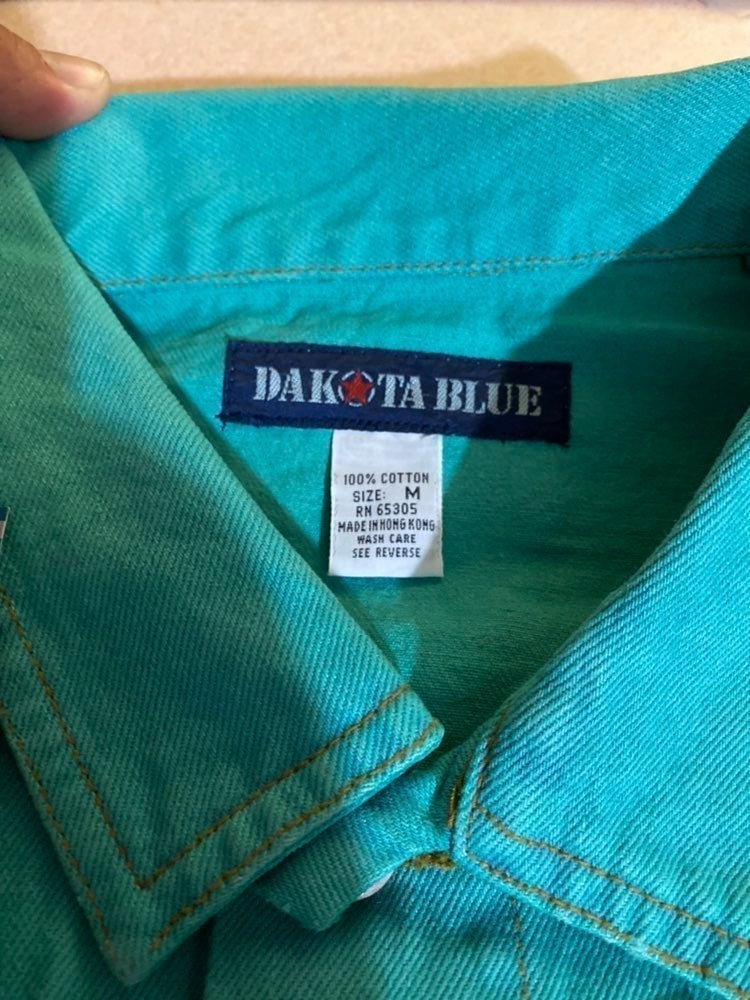 DAKOTA BLUE
100% COTTON
SIZE: M
RN 65305
MADE IN HONG KONG
WASH CARE
SEE REVERSE